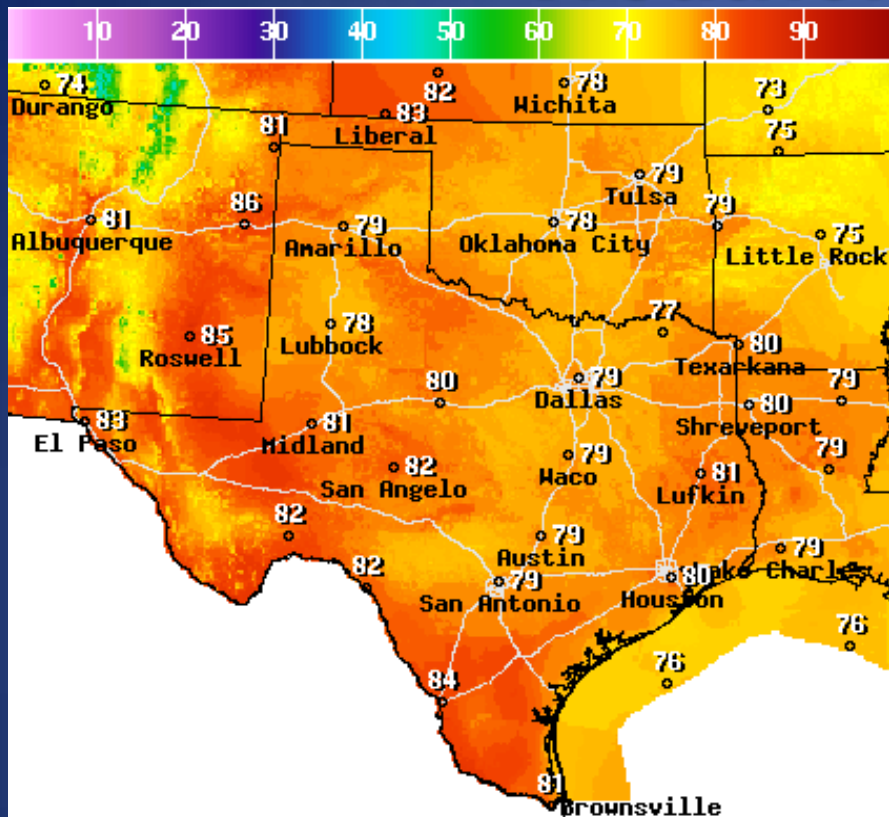 10 20 30 40 50 60 70 80 90
74 82 78 73
Durango 83 Wichita
81 Liberal 75
79
Tulsa
86 79
81 79 78 75
Albuquerque Amarillo Oklahoma City Little Rock
78 77
85 80
Roswell Lubbock Texarkana
79
80 79
83 81 Dallas 80
El Paso Midland Shreveport
79 79
82 81
San Angelo Waco Lufkin
82 79 79
Austin
82 79 80 Lake Charles
San Antonio Houston
76
84 76
81
Brownsville